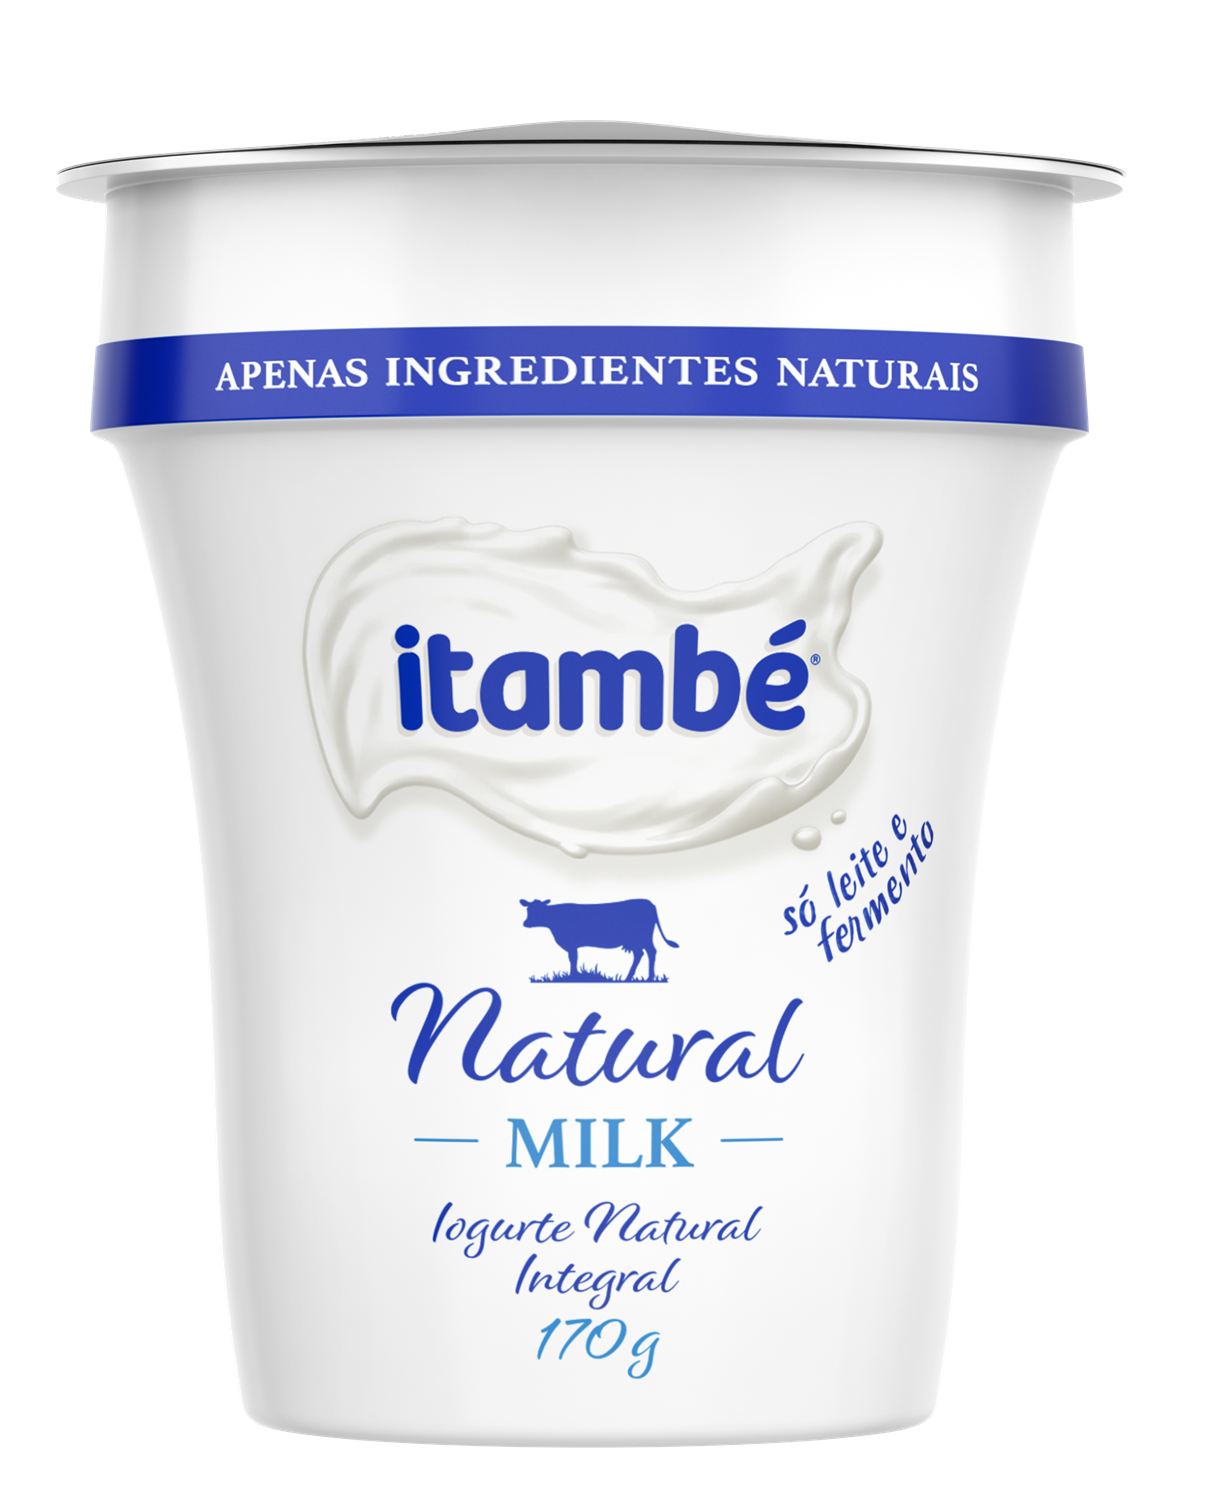 APENAS INGREDIENTES NATURAIS
itambé®
só leite e
fermento
Natural
MILK
Iogurte Natural
Integral
170g